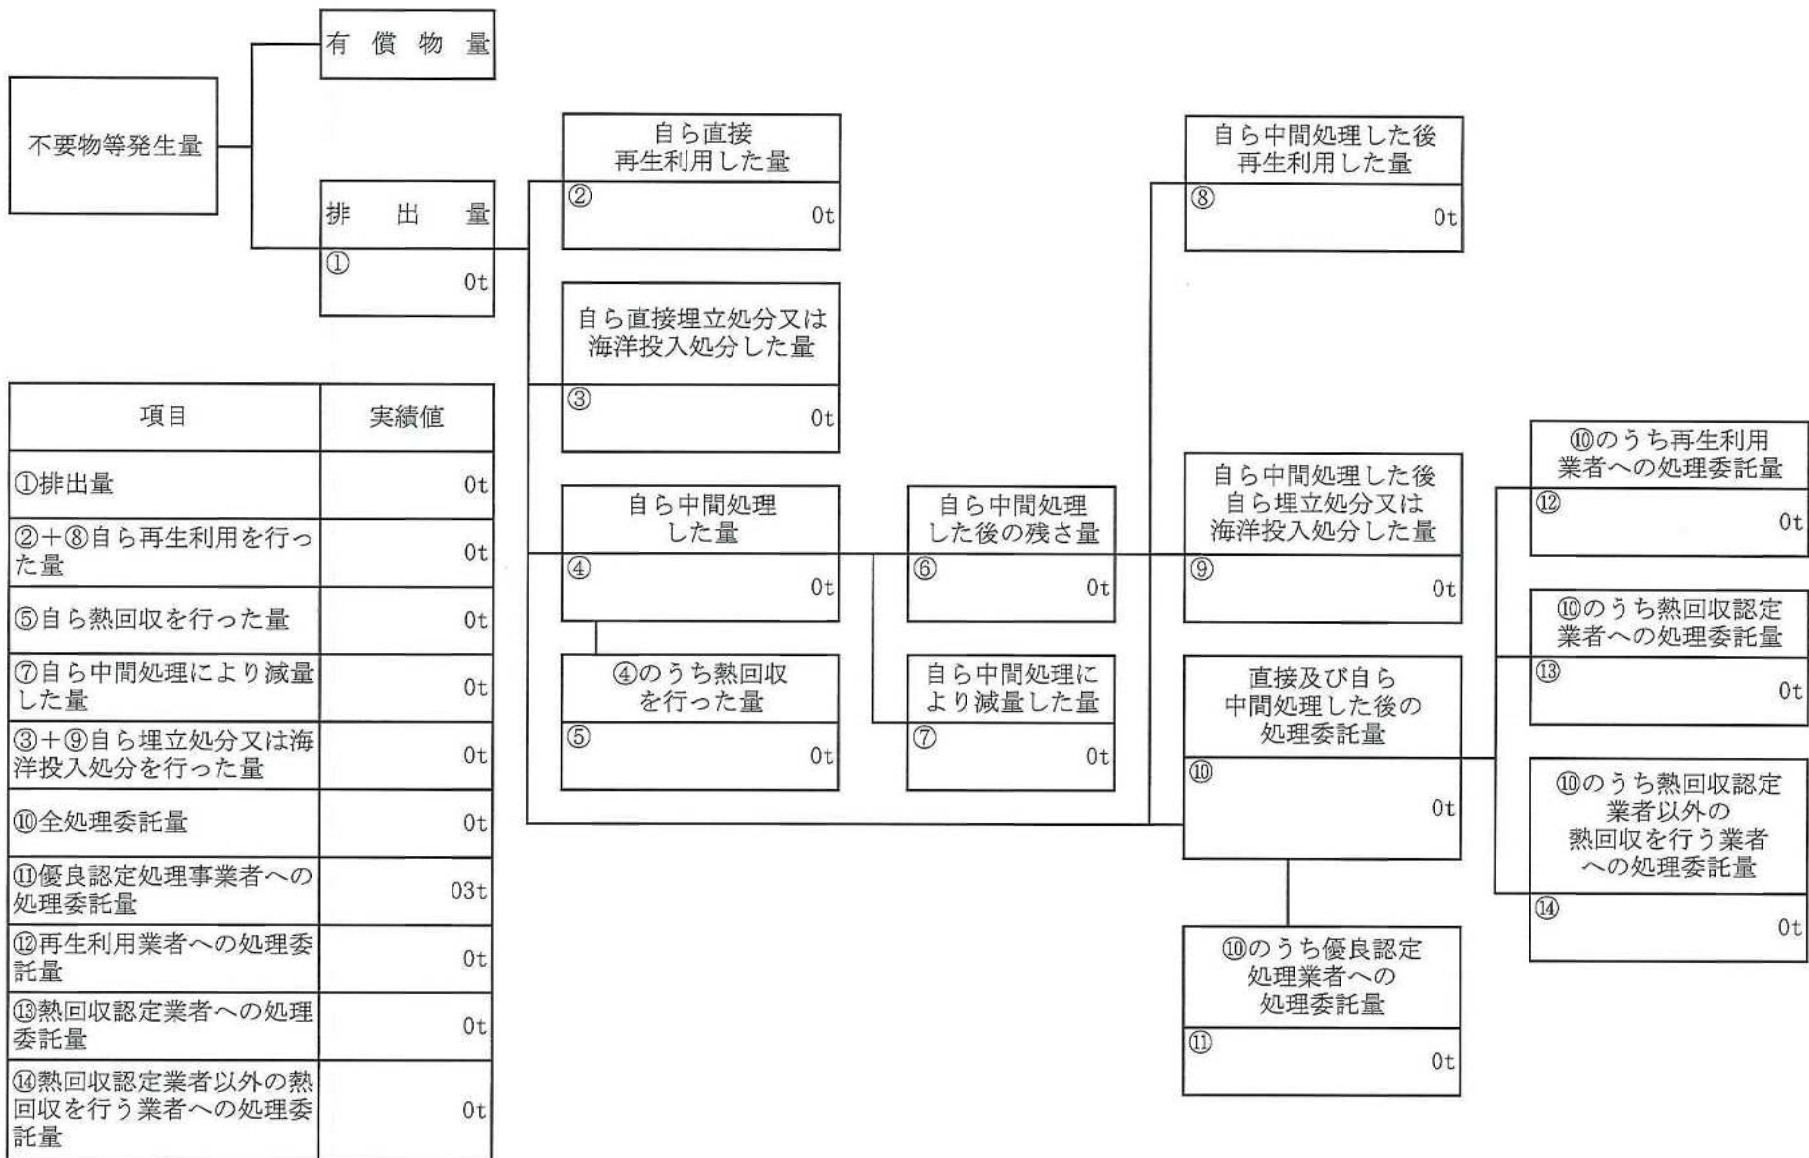 有償物量
不要物等発生量
排出量
①
0t
自ら直接
再生利用した量
②
0t
自ら直接埋立処分又は
海洋投入処分した量
③
0t
自ら中間処理
した量
④
0t
④のうち熱回収
を行った量
⑤
0t
自ら中間処理
した後の残さ量
⑥
0t
自ら中間処理に
より減量した量
⑦
0t
自ら中間処理した後
再生利用した量
⑧
0t
自ら中間処理した後
自ら埋立処分又は
海洋投入処分した量
⑨
0t
直接及び自ら
中間処理した後の
処理委託量
⑩
0t
⑩のうち優良認定
処理業者への
処理委託量
⑪
0t
⑩のうち再生利用
業者への処理委託量
⑫
0t
⑩のうち熱回収認定
業者への処理委託量
⑬
0t
⑩のうち熱回収認定
業者以外の
熱回収を行う業者
への処理委託量
⑭
0t
項目
実績値
①排出量
0t
②+⑧自ら再生利用を行っ
た量
0t
⑤自ら熱回収を行った量
0t
⑦自ら中間処理により減量
した量
0t
③+⑨自ら埋立処分又は海
洋投入処分を行った量
0t
⑩全処理委託量
0t
⑪優良認定処理事業者への
処理委託量
03t
⑫再生利用業者への処理委
託量
0t
⑬熱回収認定業者への処理
委託量
0t
⑭熱回収認定業者以外の熱
回収を行う業者への処理委
託量
0t